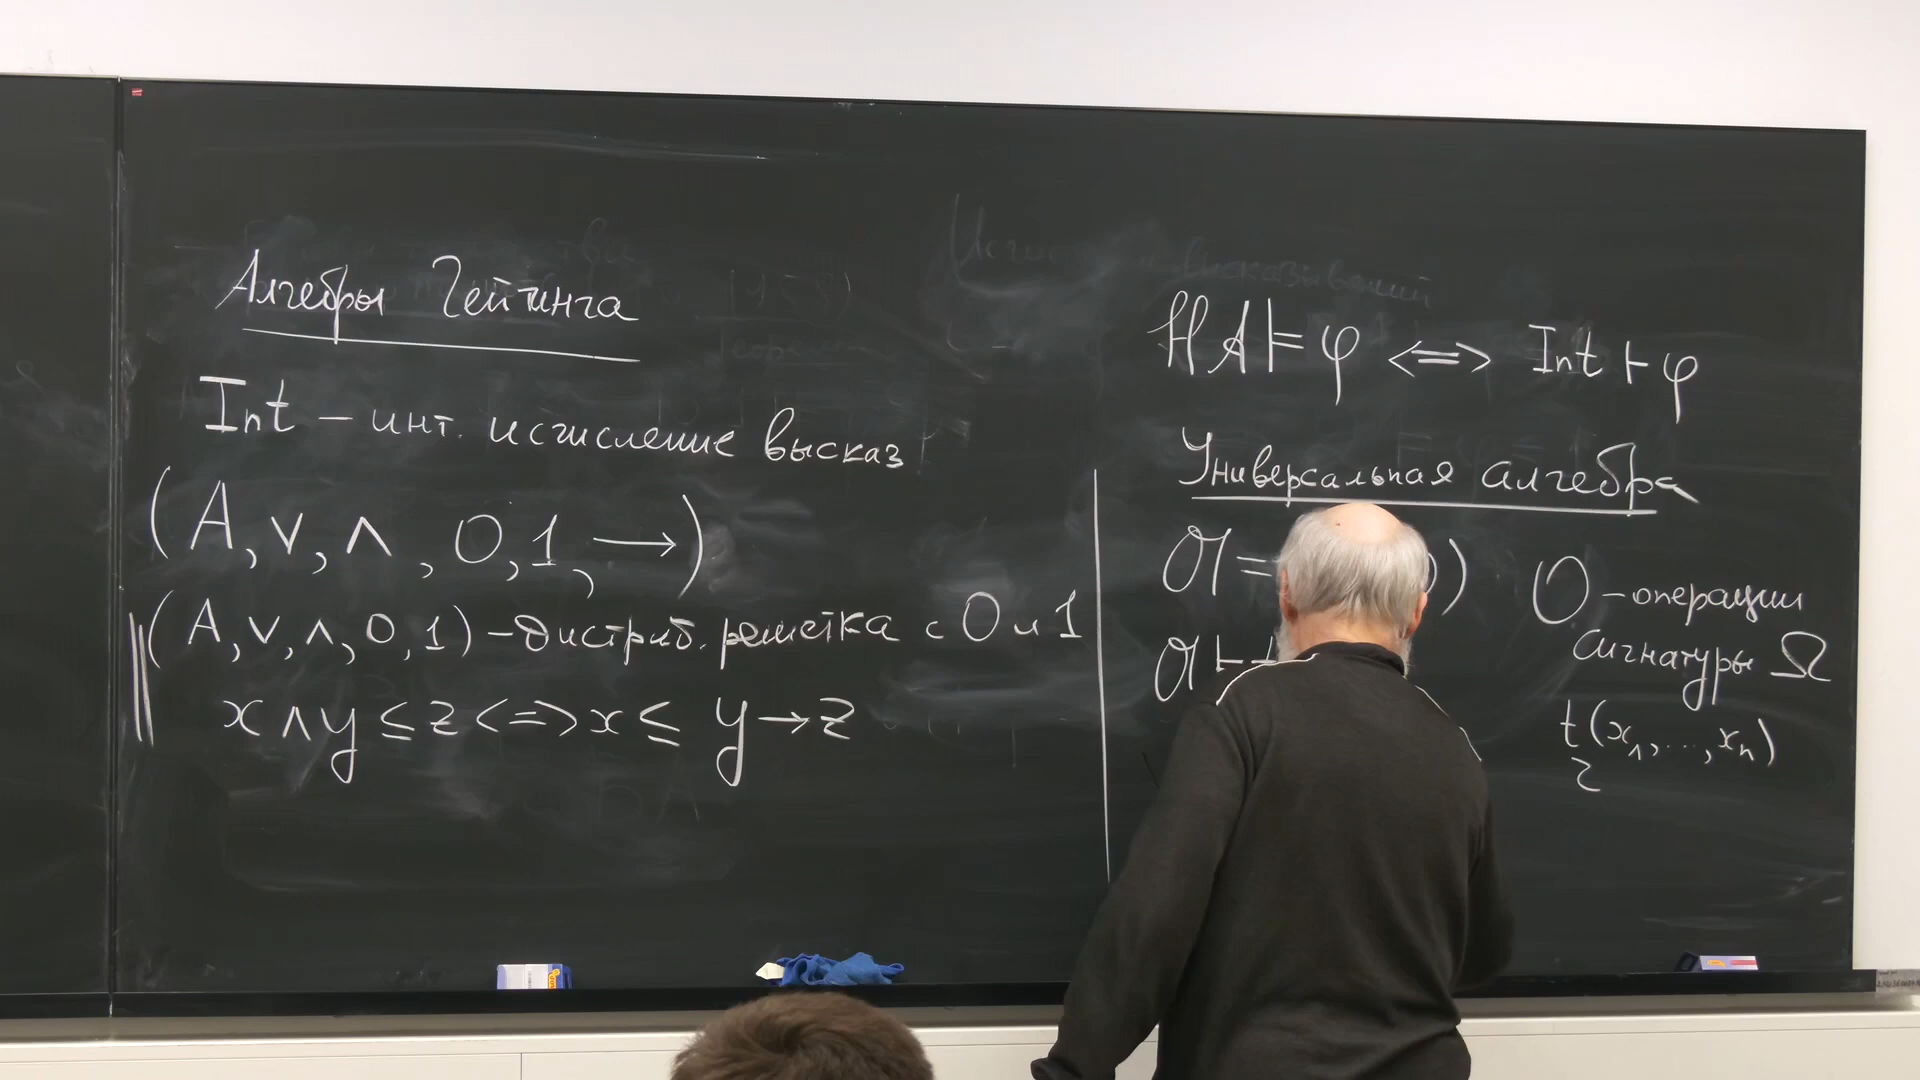 Алгебры Гейтинга
Int – инт. исчисление высказ
(A, ∨, ∧, 0, 1, →)
(A, ∨, ∧, 0, 1) – дистриб. решётка с 0 и 1
x ∧ y ≤ z <=> x ≤ y → z
HA ⊨ φ <=> Int ⊢ φ
Универсальная алгебра
𝔄 = )
O – операции
сигнатуры Ω
𝔄 ⊢
t(x₁, ..., xₙ)
τ